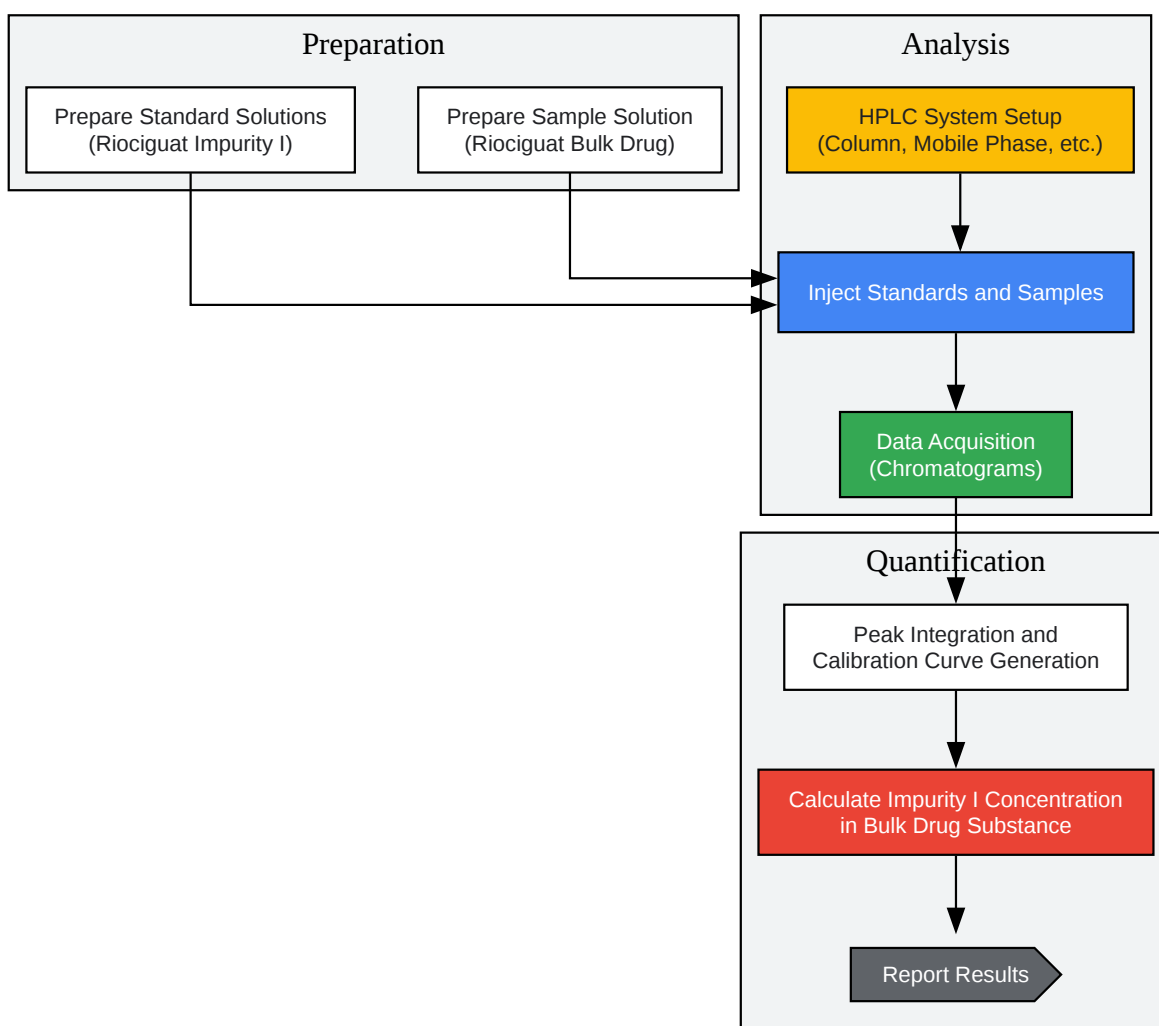 Preparation
Prepare Standard Solutions
(Riociguat Impurity I)
Prepare Sample Solution
(Riociguat Bulk Drug)
Analysis
HPLC System Setup
(Column, Mobile Phase, etc.)
Inject Standards and Samples
Data Acquisition
(Chromatograms)
Quantification
Peak Integration and
Calibration Curve Generation
Calculate Impurity I Concentration
in Bulk Drug Substance
Report Results